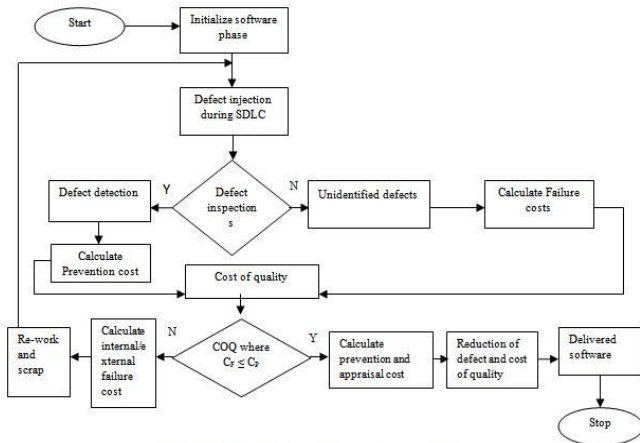 Start
Initialize software
phase
Defect injection
during SDLC
Defect detection
Y
Defect
inspection
s
N
Unidentified defects
Calculate Failure
costs
Calculate
Prevention cost
Cost of quality
Re-work
and
scrap
Calculate
internal/e
xternal
failure
cost
N
COQ where
CF ≤ CP
Y
Calculate
prevention and
appraisal cost
Reduction of
defect and cost
of quality
Delivered
software
Stop